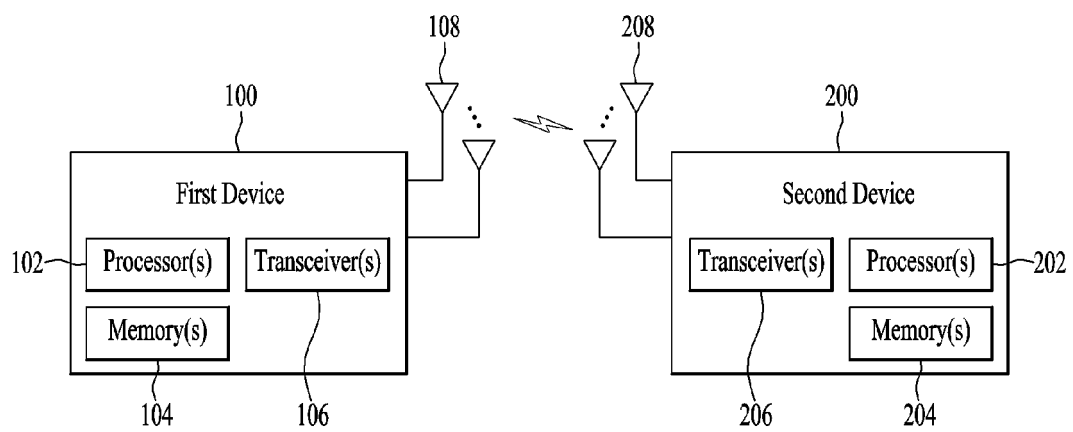 108
208
100
200
First Device
Second Device
102
Processor(s)
Transceiver(s)
Transceiver(s)
Processor(s)
202
Memory(s)
Memory(s)
104
106
206
204